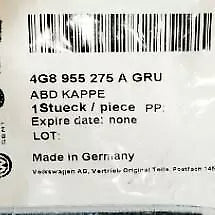 4G8 955 275 A GRU
ABD KAPPE
1Stueck / piece PP:
Expire date: none
LOT:
Made in Germany
Volkswagen AG, Vertrieb Original Teile, Postfach